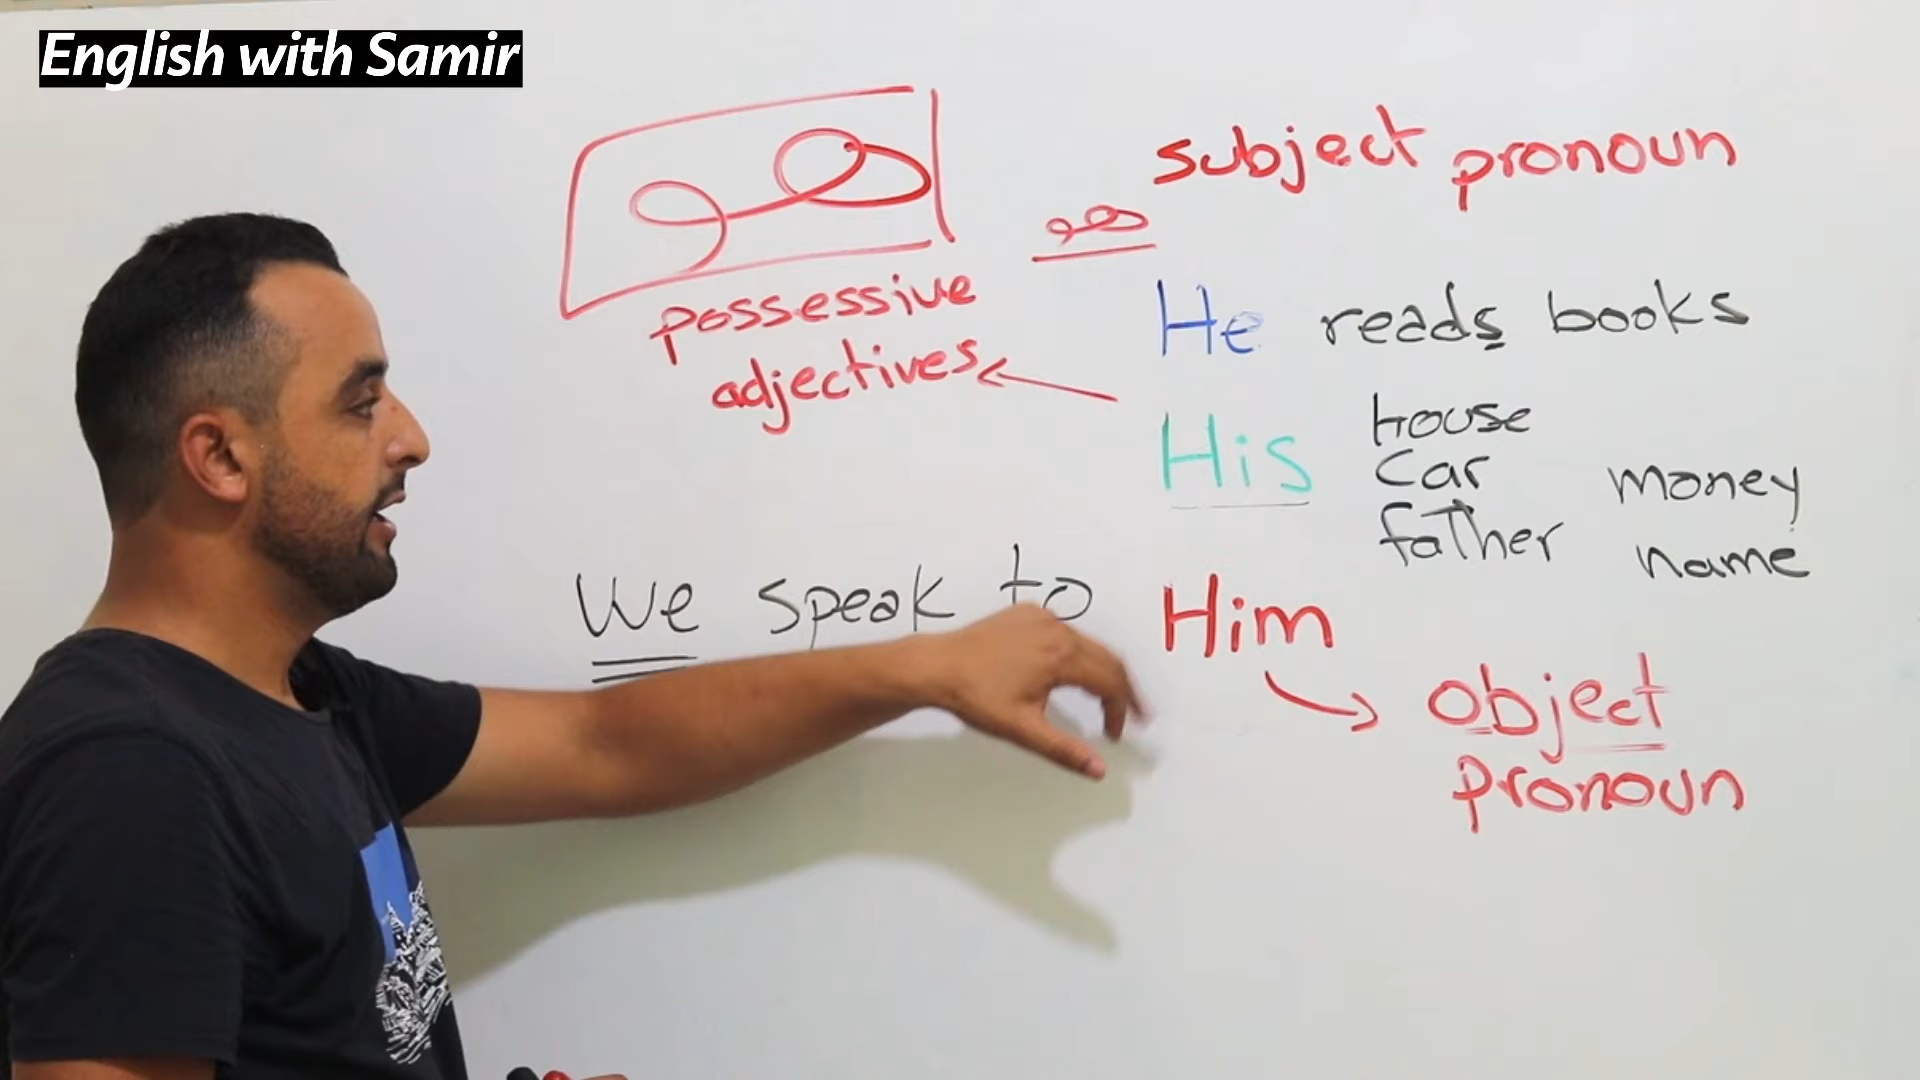 English with Samir
subject pronoun
possessive
adjectives
He reads books
His house
car money
father name
We speak to Him
object
pronoun